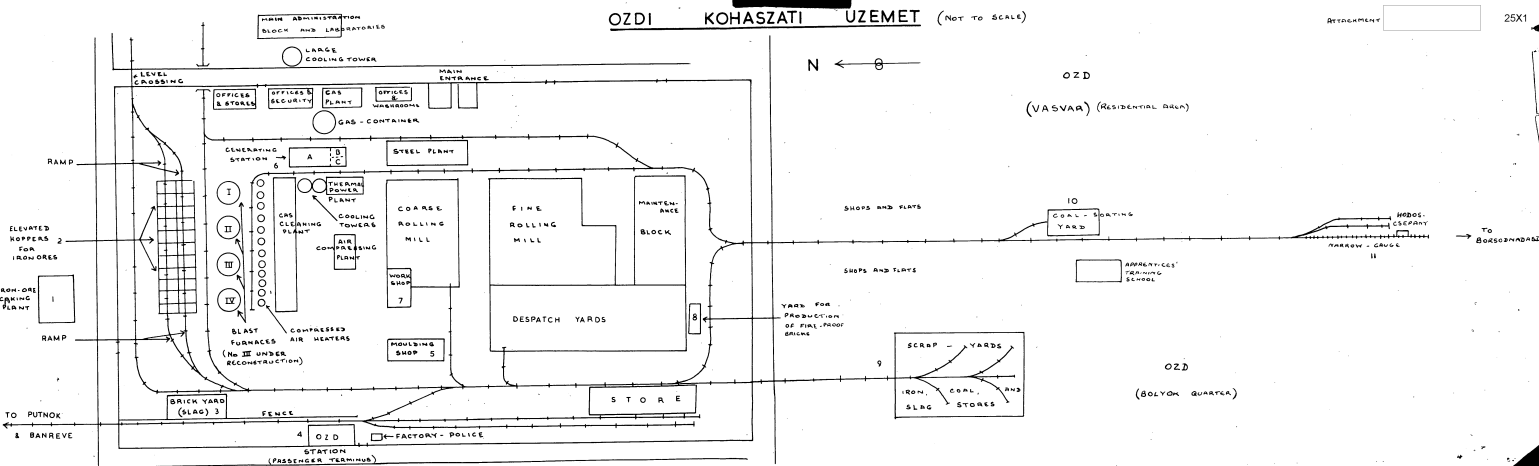 OZDI KOHASZATI UZEMET (NOT TO SCALE)
ATTACHMENT
25X1
MAIN ADMINISTRATION
BLOCK AND LABORATORIES
LARGE
COOLING TOWER
LEVEL
CROSSING
MAIN
ENTRANCE
OFFICES
& STORES
OFFICES &
SECURITY
GAS
PLANT
OFFICES
&
WASHROOMS
GAS-CONTAINER
N
OZD
(VASVAR) (RESIDENTIAL AREA)
GENERATING
STATION
6
A
B
C
STEEL PLANT
RAMP
I
II
III
IV
THERMAL
POWER
PLANT
COOLING
TOWERS
GAS
CLEANING
PLANT
AIR
COMPRESSING
PLANT
COARSE
ROLLING
MILL
FINE
ROLLING
MILL
MAINTEN-
ANCE
BLOCK
ELEVATED
HOPPERS 2
FOR
IRON ORES
1
PLANT
RAMP
WORK
SHOP
7
DESPATCH YARDS
8
YARD FOR
PRODUCTION
OF FIRE-PROOF
BRICKS
SHOPS AND FLATS
SHOPS AND FLATS
10
COAL-SORTING
YARD
APPRENTICES'
TRAINING
SCHOOL
HODOS-
CSEPANY
NARROW-GAUGE
11
TO
BLAST
FURNACES
(No III UNDER
RECONSTRUCTION)
COMPRESSED
AIR HEATERS
MOULDING
SHOP 5
9
SCRAP-YARDS
IRON, COAL, AND
SLAG STORES
OZD
(BOLYOK QUARTER)
BRICK YARD
(SLAG) 3
FENCE
STORE
TO PUTNOK
& BANREVE
4
OZD
STATION
(PASSENGER TERMINUS)
FACTORY-POLICE